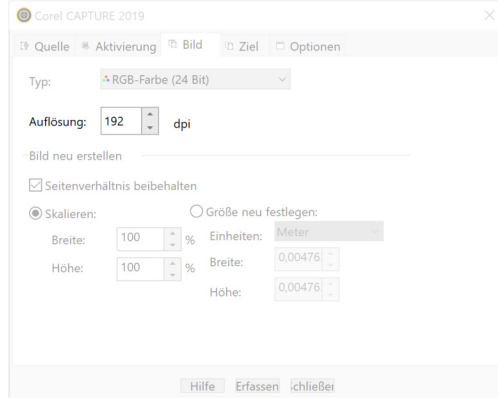 Corel CAPTURE 2019
Quelle Aktivierung Bild Ziel Optionen
Typ: RGB-Farbe (24 Bit)
Auflösung: 192 dpi
Bild neu erstellen
Seitenverhältnis beibehalten
Skalieren: Größe neu festlegen:
Breite: 100 % Einheiten: Meter
Höhe: 100 % Breite: 0,00476
Höhe: 0,00476
Hilfe Erfassen